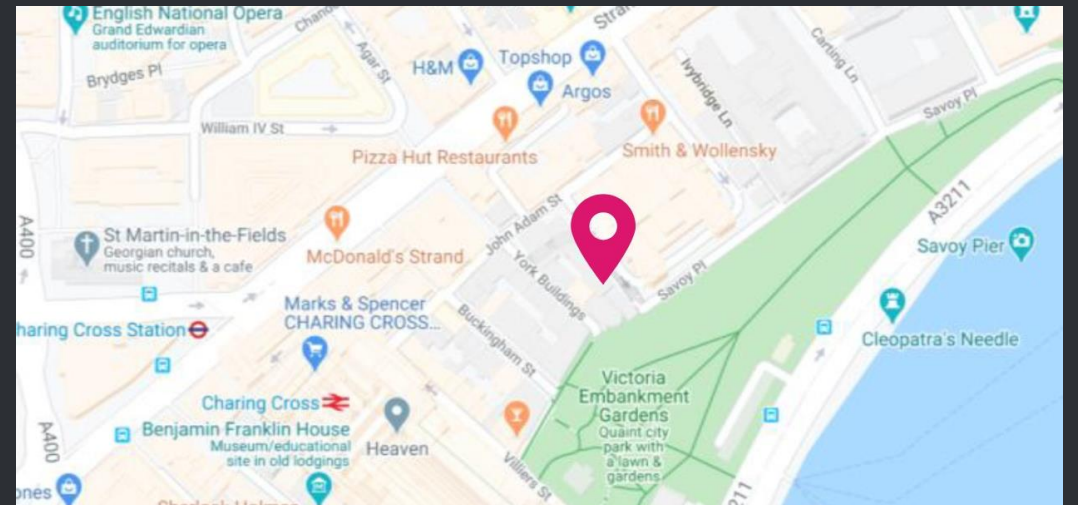 English National Opera
Grand Edwardian
auditorium for opera
Brydges Pl
Agar St
William IV St
H&M
Topshop
Argos
Pizza Hut Restaurants
Smith & Wollensky
Ivybridge Ln
Carting Ln
Savoy Pl
A3211
A400
St Martin-in-the-Fields
Georgian church,
music recitals & a cafe
McDonald's Strand
John Adam St
York Buildings
Savoy Pl
Savoy Pier
Marks & Spencer
CHARING CROSS...
Buckingham St
haring Cross Station
Cleopatra's Needle
Charing Cross
Victoria
Embankment
Gardens
Quaint city
park with
a lawn &
gardens
A400
Benjamin Franklin House
Museum/educational
site in old lodgings
Heaven
Villiers St
ones
211